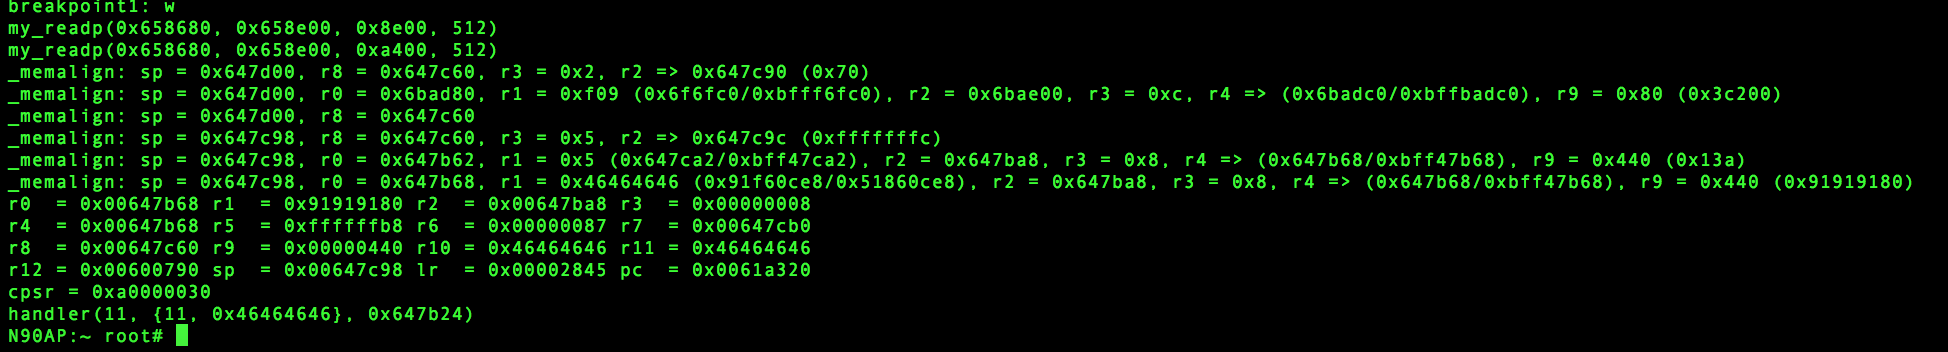 breakpoint1: w
my_readp(0x658680, 0x658e00, 0x8e00, 512)
my_readp(0x658680, 0x658e00, 0xa400, 512)
_memalign: sp = 0x647d00, r8 = 0x647c60, r3 = 0x2, r2 => 0x647c90 (0x70)
_memalign: sp = 0x647d00, r0 = 0x6bad80, r1 = 0xf09 (0x6f6fc0/0xbfff6fc0), r2 = 0x6bae00, r3 = 0xc, r4 => (0x6badc0/0xbffbadc0), r9 = 0x80 (0x3c200)
_memalign: sp = 0x647d00, r8 = 0x647c60
_memalign: sp = 0x647c98, r8 = 0x647c60, r3 = 0x5, r2 => 0x647c9c (0xfffffffc)
_memalign: sp = 0x647c98, r0 = 0x647b62, r1 = 0x5 (0x647ca2/0xbff47ca2), r2 = 0x647ba8, r3 = 0x8, r4 => (0x647b68/0xbff47b68), r9 = 0x440 (0x13a)
_memalign: sp = 0x647c98, r0 = 0x647b68, r1 = 0x46464646 (0x91f60ce8/0x51860ce8), r2 = 0x647ba8, r3 = 0x8, r4 => (0x647b68/0xbff47b68), r9 = 0x440 (0x91919180)
r0  = 0x00647b68 r1  = 0x91919180 r2  = 0x00647ba8 r3  = 0x00000008
r4  = 0x00647b68 r5  = 0xffffffb8 r6  = 0x00000087 r7  = 0x00647cb0
r8  = 0x00647c60 r9  = 0x00000440 r10 = 0x46464646 r11 = 0x46464646
r12 = 0x00600790 sp  = 0x00647c98 lr  = 0x00002845 pc  = 0x0061a320
cpsr = 0xa0000030
handler(11, {11, 0x46464646}, 0x647b24)
N90AP:~ root#